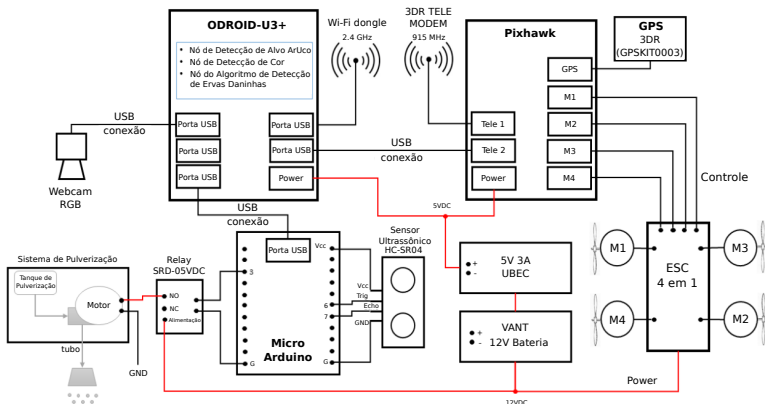 ODROID-U3+
• Nó de Detecção de Alvo ArUco
• Nó de Detecção de Cor
• Nó do Algoritmo de Detecção
de Ervas Daninhas
Porta USB
Porta USB
Porta USB
Porta USB
Porta USB
Power
Wi-Fi dongle
2.4 GHz
3DR TELE
MODEM
915 MHz
Pixhawk
GPS
M1
M2
M3
M4
Tele 1
Tele 2
Power
GPS
3DR
(GPSKIT0003)
USB
conexão
Webcam
RGB
USB
conexão
USB
conexão
5VDC
Controle
Sistema de Pulverização
Tanque de
Pulverização
Motor
tubo
GND
Relay
SRD-05VDC
NO
NC
Alimentação
Porta USB
3
G
Vcc
6
7
G
Micro
Arduino
Sensor
Ultrassônico
HC-SR04
Vcc
Trig
Echo
GND
5V 3A
UBEC
+
-
VANT
12V Bateria
+
-
ESC
4 em 1
M1
M3
M4
M2
Power
12VDC